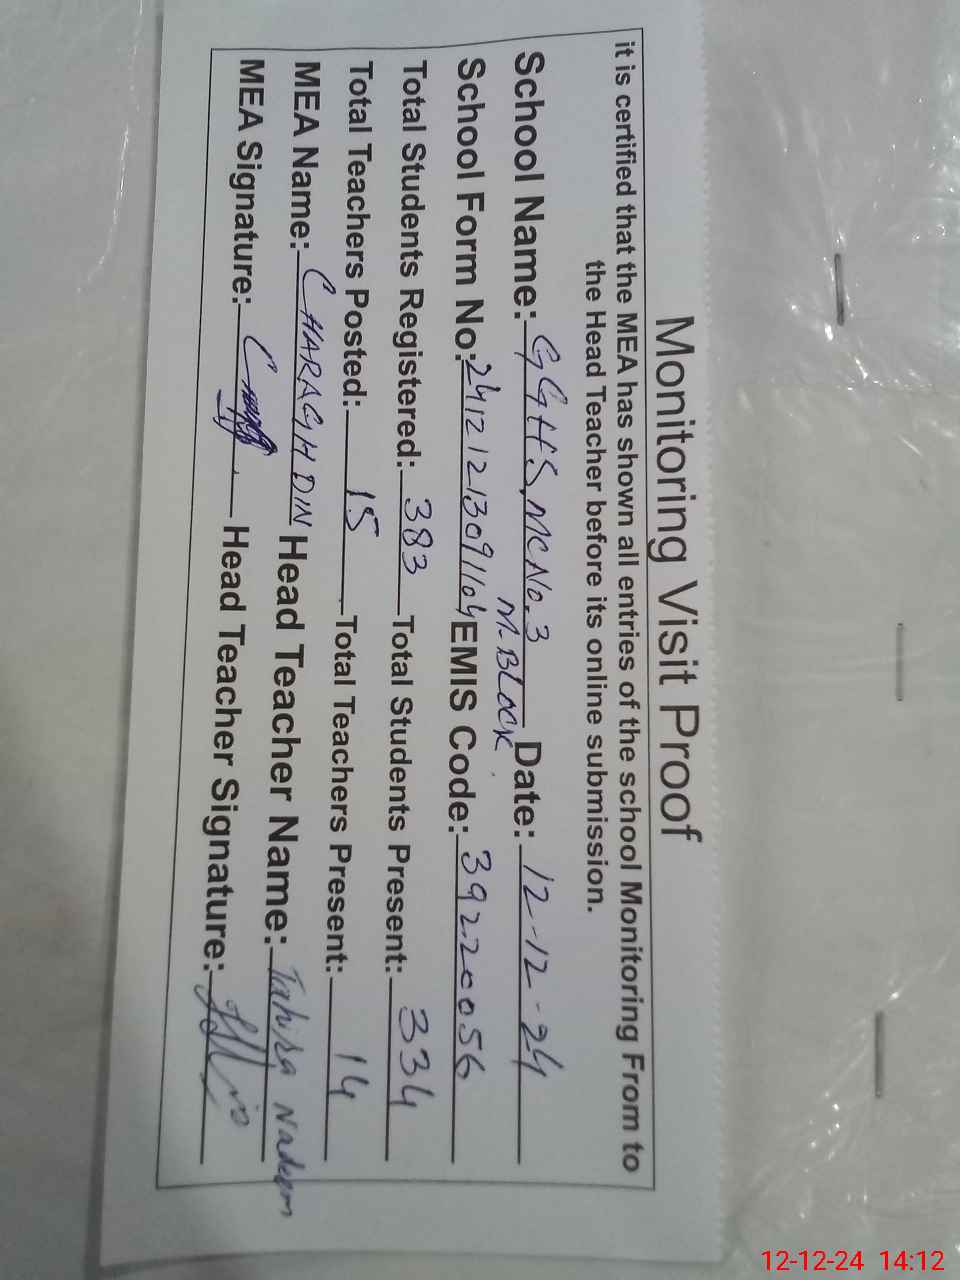 Monitoring Visit Proof
it is certified that the MEA has shown all entries of the school Monitoring From to
the Head Teacher before its online submission.
School Name: GGHS, MC No. 3 Date: 12-12-24
M. BLock
School Form No: 24121213091104 EMIS Code: 39220056
Total Students Registered: 383 Total Students Present: 334
Total Teachers Posted: 15 Total Teachers Present: 14
MEA Name: CHARAGH DIN Head Teacher Name: Tahira Nadeem
MEA Signature: Head Teacher Signature:
12-12-24 14:12